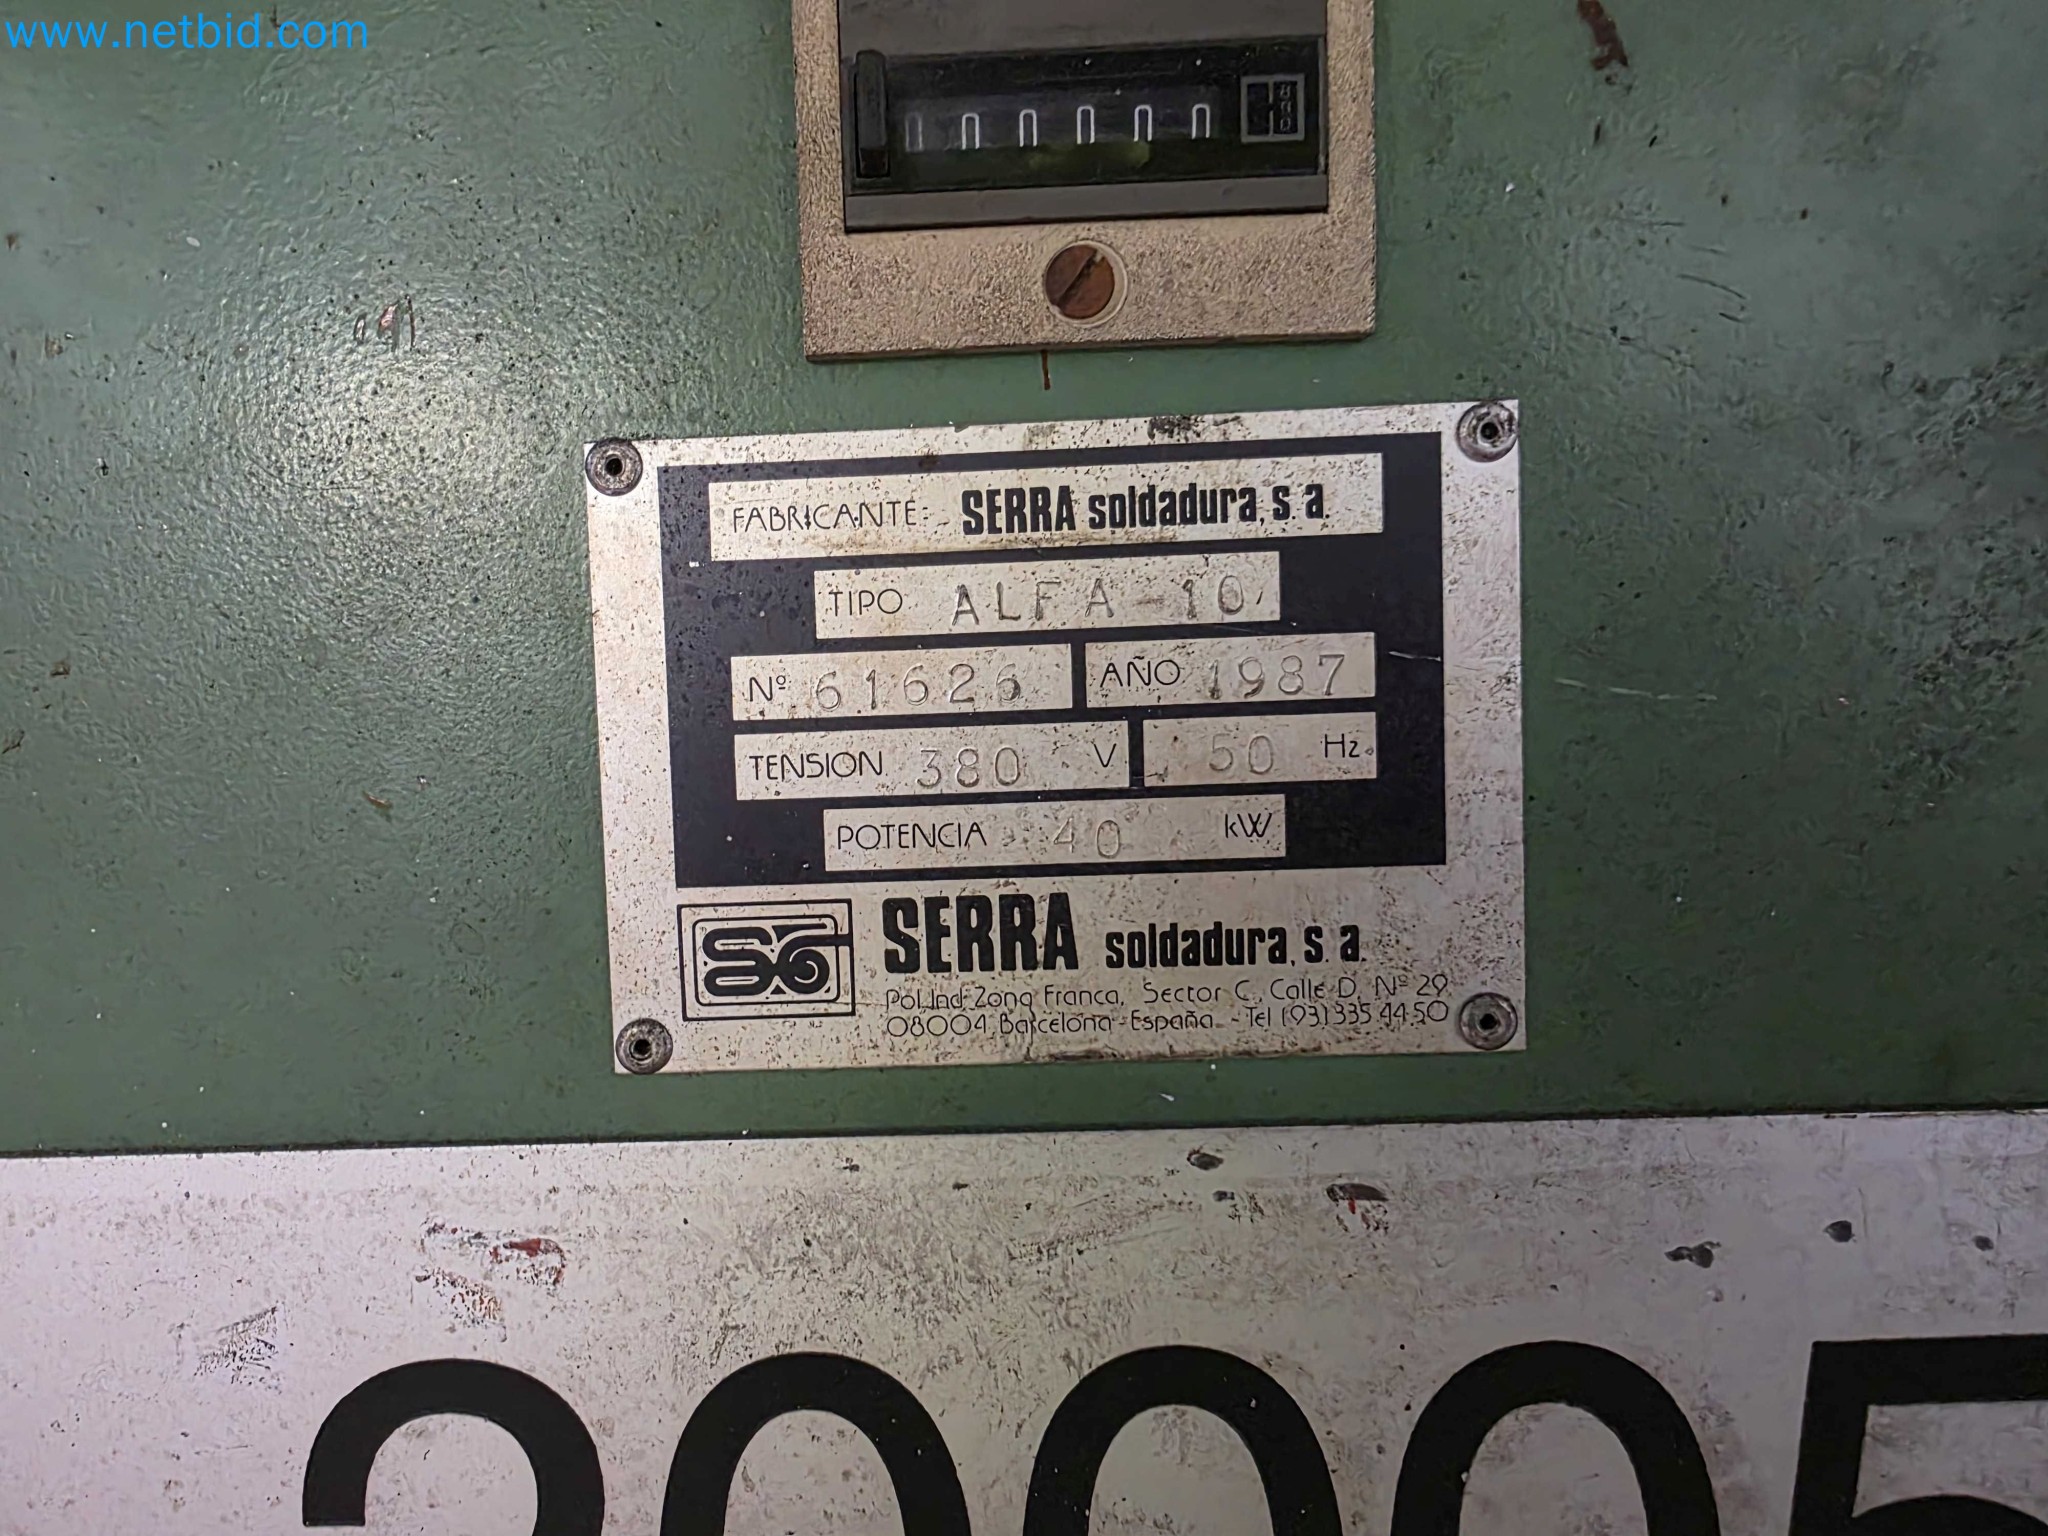 www.netbid.com
FABRICANTE: SERRA soldadura, s. a.
TIPO ALFA-10
Nº 61626 AÑO 1987
TENSION 380 V 50 Hz.
POTENCIA 40 kW
SERRA soldadura, s. a.
Pol. Ind. Zona Franca, Sector C, Calle D, Nº 29
08004 Barcelona - España - Tel (93) 335 44 50